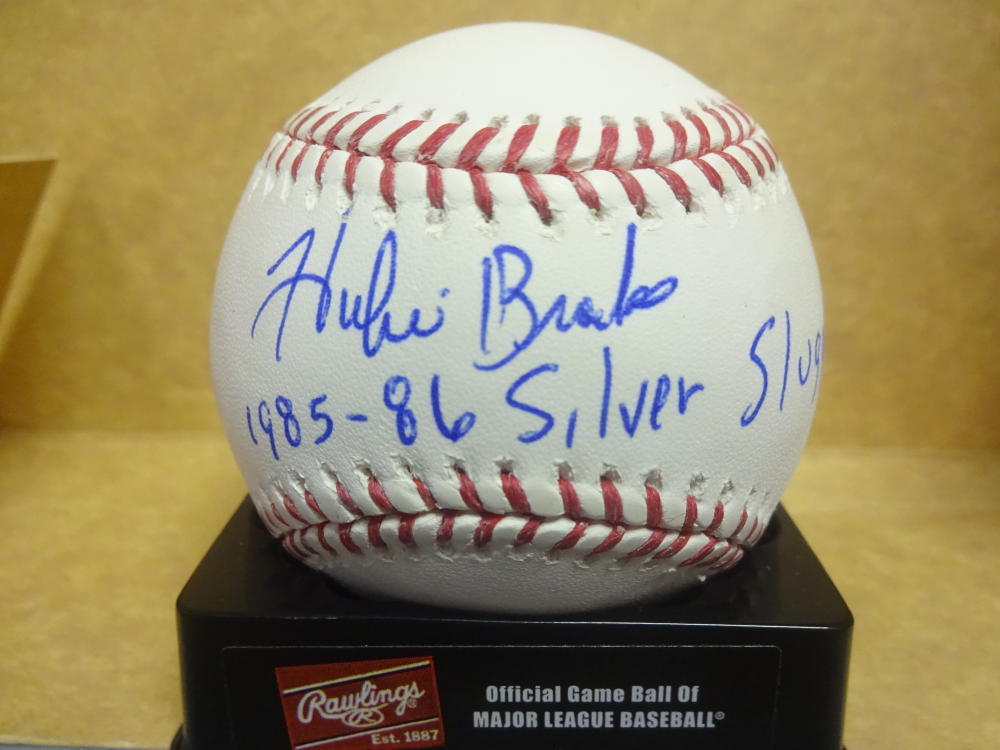 Hubie Brooks
1985-86 Silver Slug
Rawlings®
R
Est. 1887
Official Game Ball Of
MAJOR LEAGUE BASEBALL®